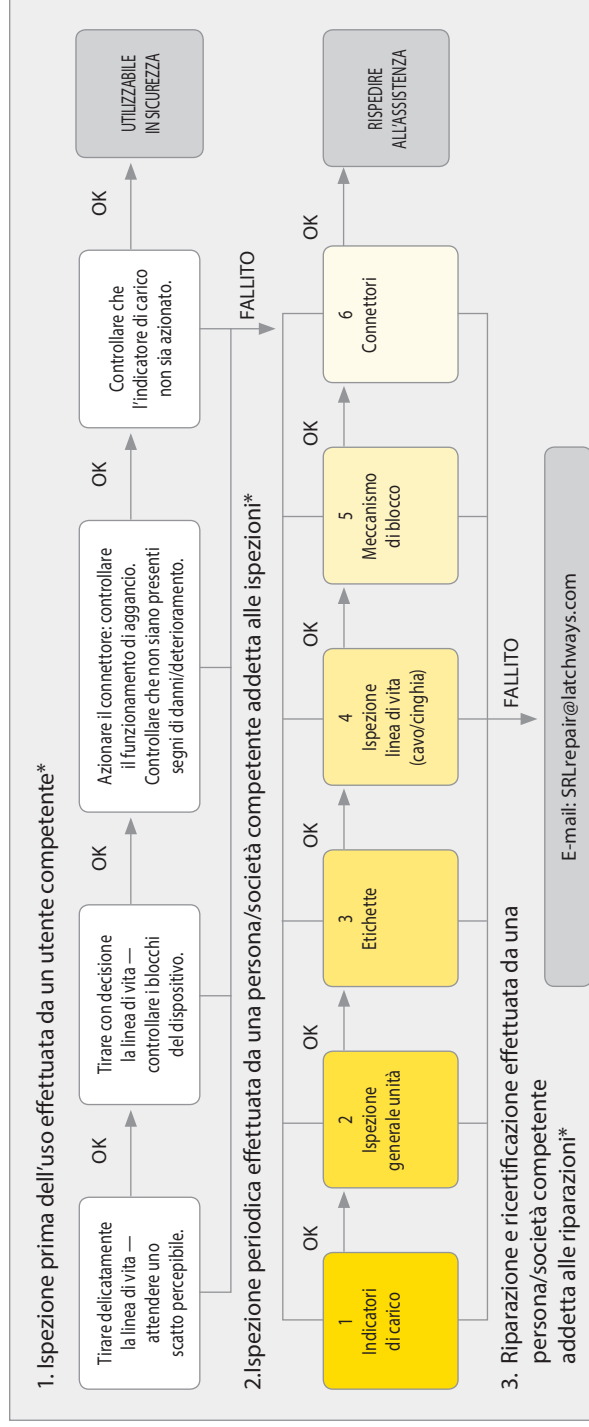 1. Ispezione prima dell'uso effettuata da un utente competente*
Tirare delicatamente
la linea di vita —
attendere uno
scatto percepibile.
OK
Tirare con decisione
la linea di vita —
controllare i blocchi
del dispositivo.
OK
Azionare il connettore: controllare
il funzionamento di aggancio.
Controllare che non siano presenti
segni di danni/deterioramento.
OK
Controllare che
l'indicatore di carico
non sia azionato.
OK
UTILIZZABILE
IN SICUREZZA
FALLITO
2.Ispezione periodica effettuata da una persona/società competente addetta alle ispezioni*
1
Indicatori
di carico
OK
2
Ispezione
generale unità
OK
3
Etichette
OK
4
Ispezione
linea di vita
(cavo/cinghia)
OK
5
Meccanismo
di blocco
OK
6
Connettori
OK
RISPEDIRE
ALL'ASSISTENZA
FALLITO
3. Riparazione e ricertificazione effettuata da una
persona/società competente
addetta alle riparazioni*
E-mail: SRLrepair@latchways.com